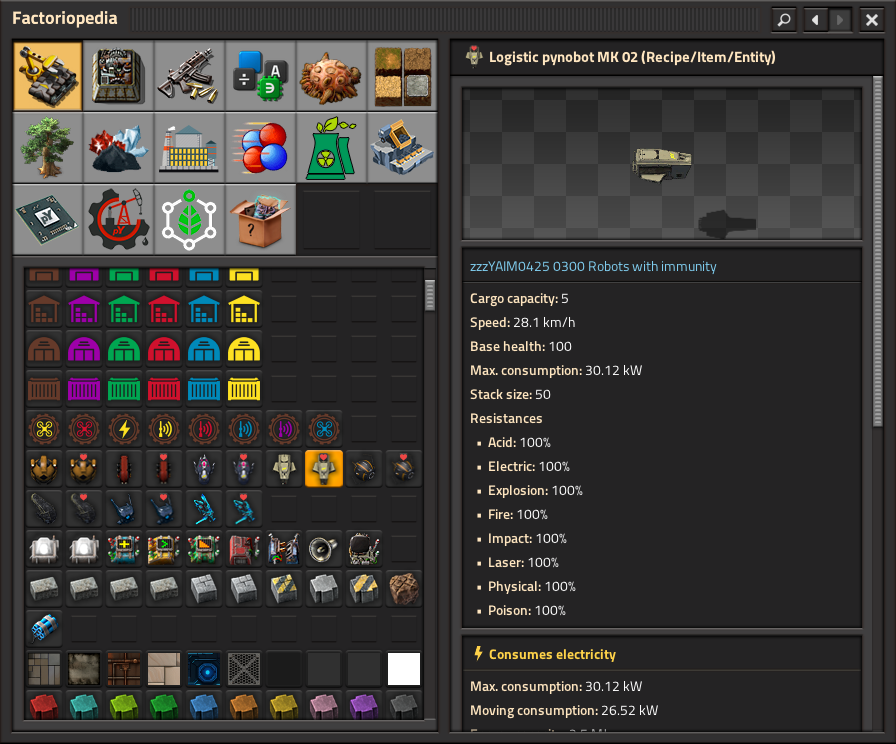 Factoriopedia
Logistic pynobot MK 02 (Recipe/Item/Entity)
zzzYAIM0425 0300 Robots with immunity
Cargo capacity: 5
Speed: 28.1 km/h
Base health: 100
Max. consumption: 30.12 kW
Stack size: 50
Resistances
▪ Acid: 100%
▪ Electric: 100%
▪ Explosion: 100%
▪ Fire: 100%
▪ Impact: 100%
▪ Laser: 100%
▪ Physical: 100%
▪ Poison: 100%
Consumes electricity
Max. consumption: 30.12 kW
Moving consumption: 26.52 kW